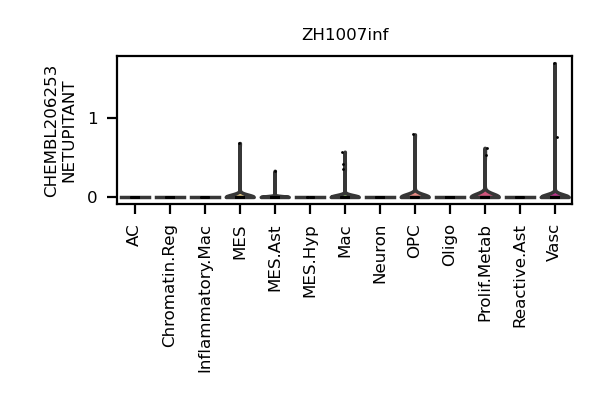 ZH1007inf
CHEMBL206253
NETUPITANT
1
0
AC
Chromatin.Reg
Inflammatory.Mac
MES
MES.Ast
MES.Hyp
Mac
Neuron
OPC
Oligo
Prolif.Metab
Reactive.Ast
Vasc